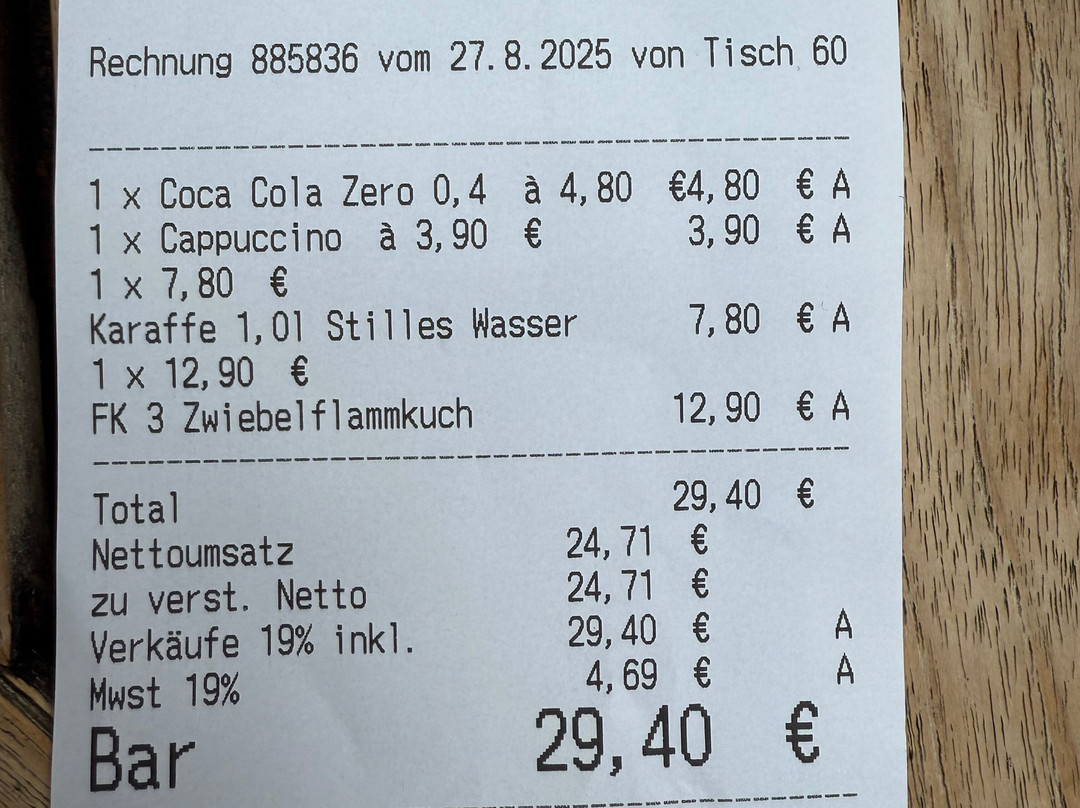 Rechnung 885836 vom 27.8.2025 von Tisch 60
1 x Coca Cola Zero 0,4 à 4,80 €4,80 € A
1 x Cappuccino à 3,90 € 3,90 € A
1 x 7,80 €
Karaffe 1,0l Stilles Wasser 7,80 € A
1 x 12,90 €
FK 3 Zwiebelflammkuch 12,90 € A
Total 29,40 €
Nettoumsatz 24,71 €
zu verst. Netto 24,71 €
Verkäufe 19% inkl. 29,40 € A
Mwst 19% 4,69 € A
Bar 29,40 €